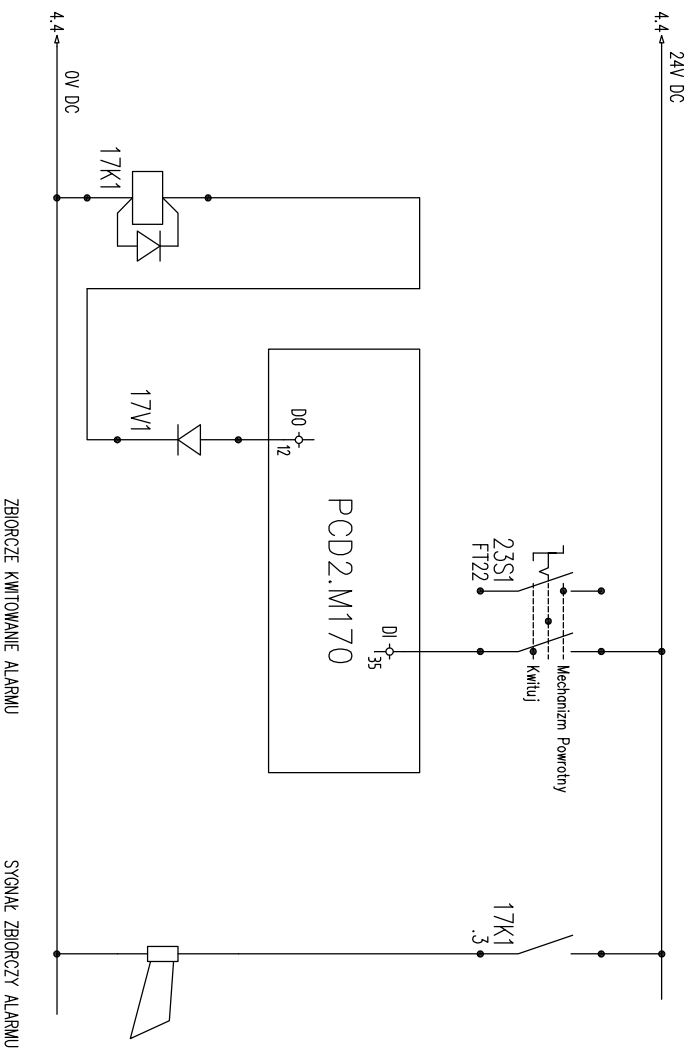 4.4
24V DC
4.4
0V DC
17K1
17V1
DO
12
PCD2.M170
DI
35
23S1
FT22
Mechanizm Powrotny
Kwituj
17K1
.3
ZBIORCZE KWITOWANIE ALARMU
SYGNAŁ ZBIORCZY ALARMU